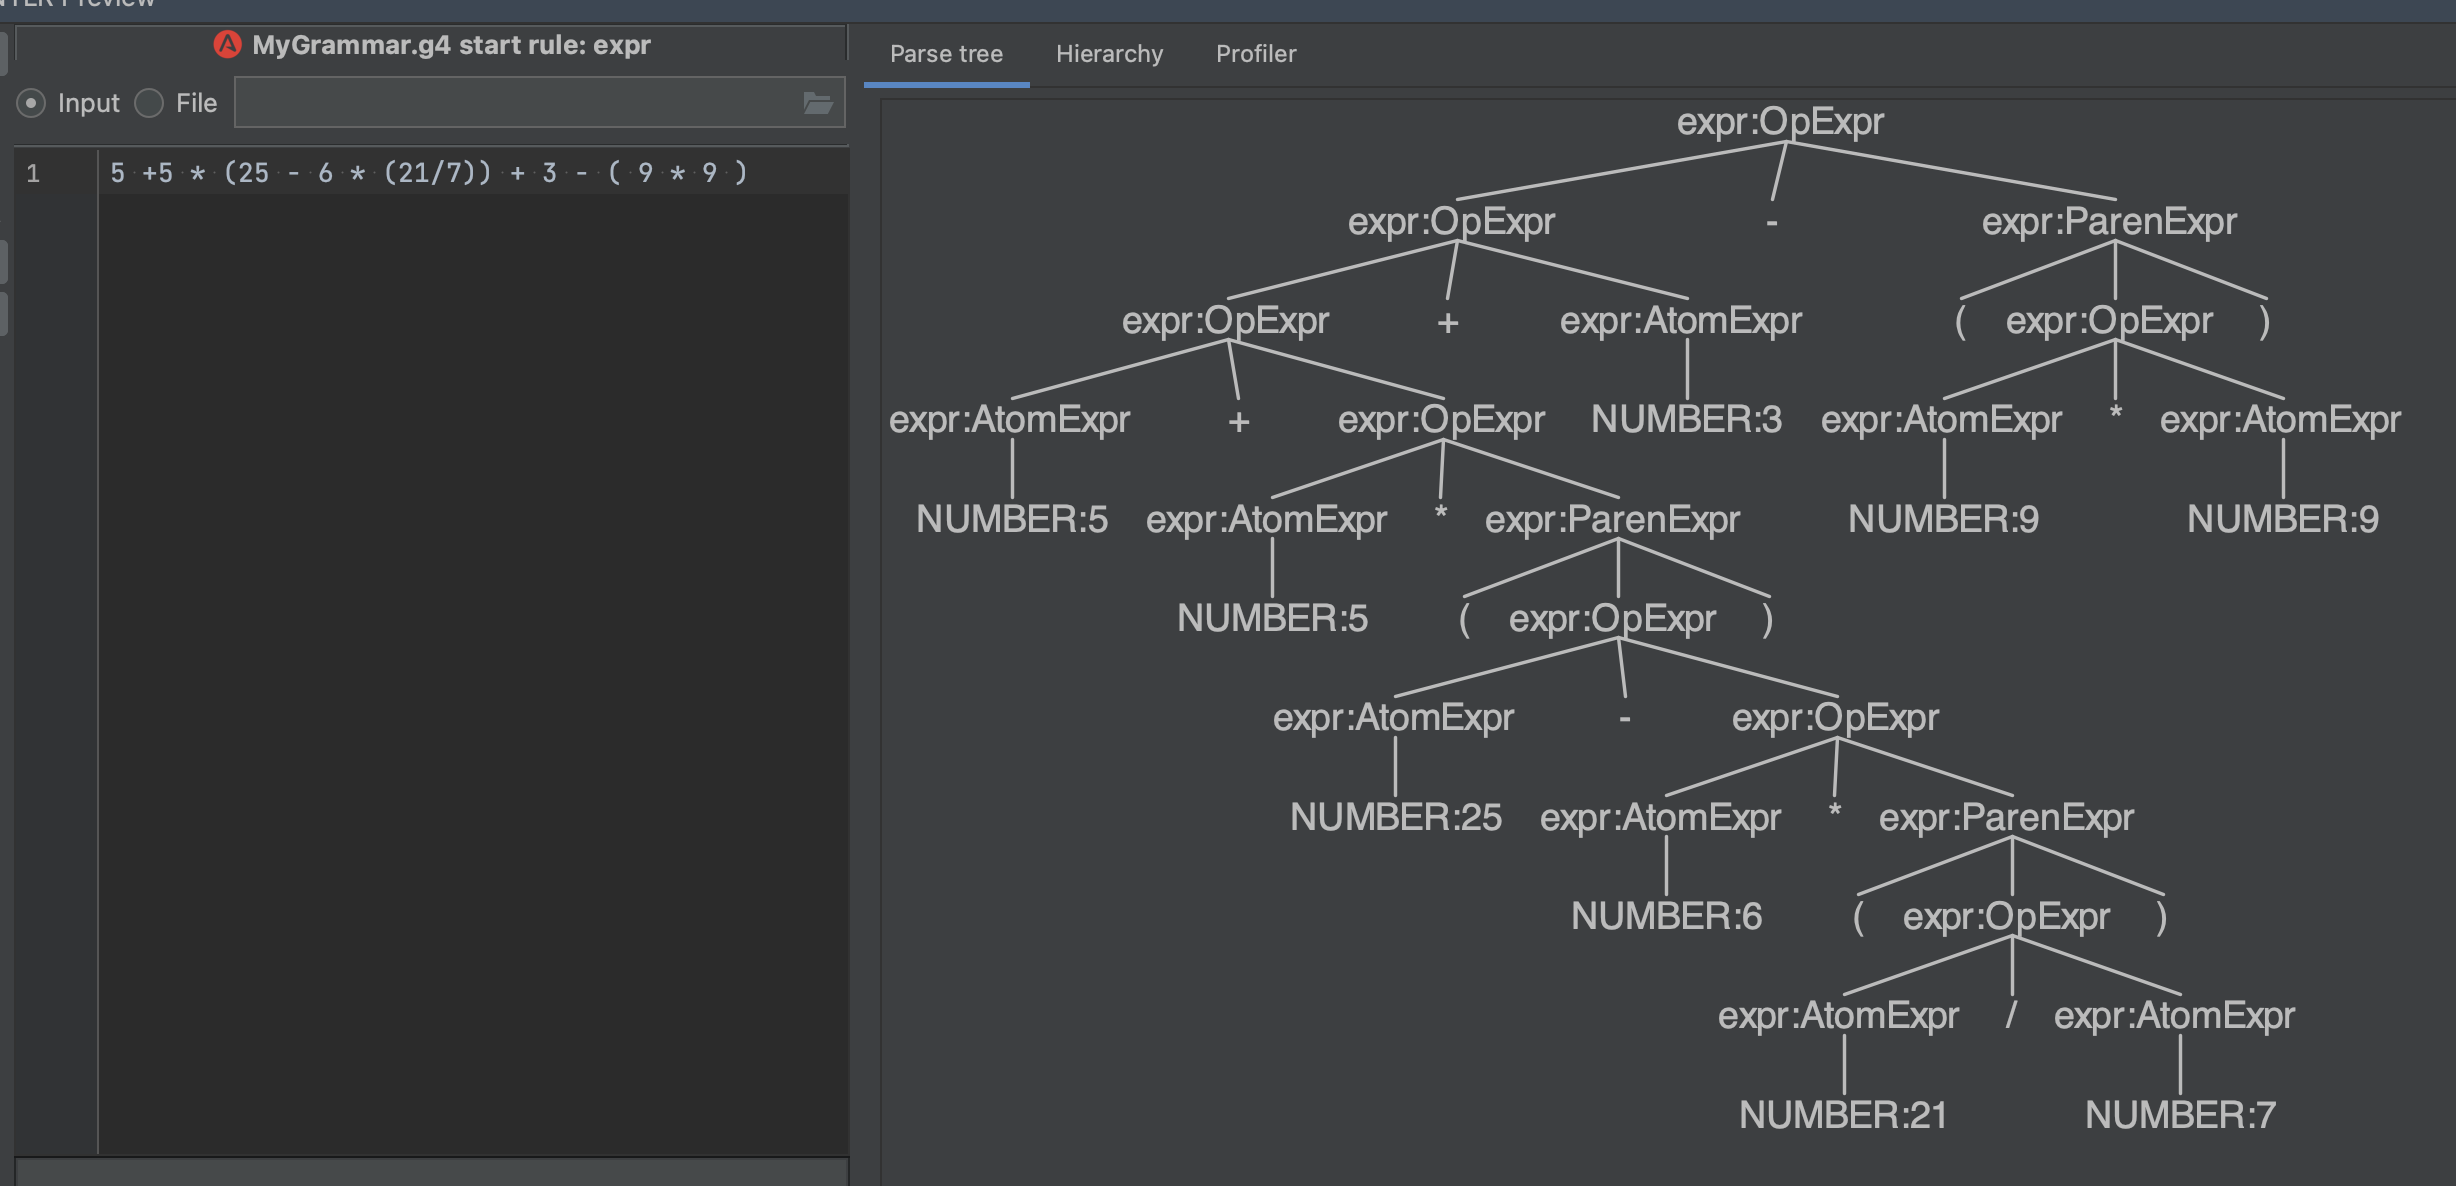 Preview
MyGrammar.g4 start rule: expr
Input File
1 5 +5 * (25 - 6 * (21/7)) + 3 - ( 9 * 9 )
Parse tree Hierarchy Profiler
expr:OpExpr
expr:OpExpr - expr:ParenExpr
expr:OpExpr + expr:AtomExpr ( expr:OpExpr )
expr:AtomExpr + expr:OpExpr NUMBER:3 expr:AtomExpr * expr:AtomExpr
NUMBER:5 expr:AtomExpr * expr:ParenExpr NUMBER:9 NUMBER:9
NUMBER:5 ( expr:OpExpr )
expr:AtomExpr - expr:OpExpr
NUMBER:25 expr:AtomExpr * expr:ParenExpr
NUMBER:6 ( expr:OpExpr )
expr:AtomExpr / expr:AtomExpr
NUMBER:21 NUMBER:7